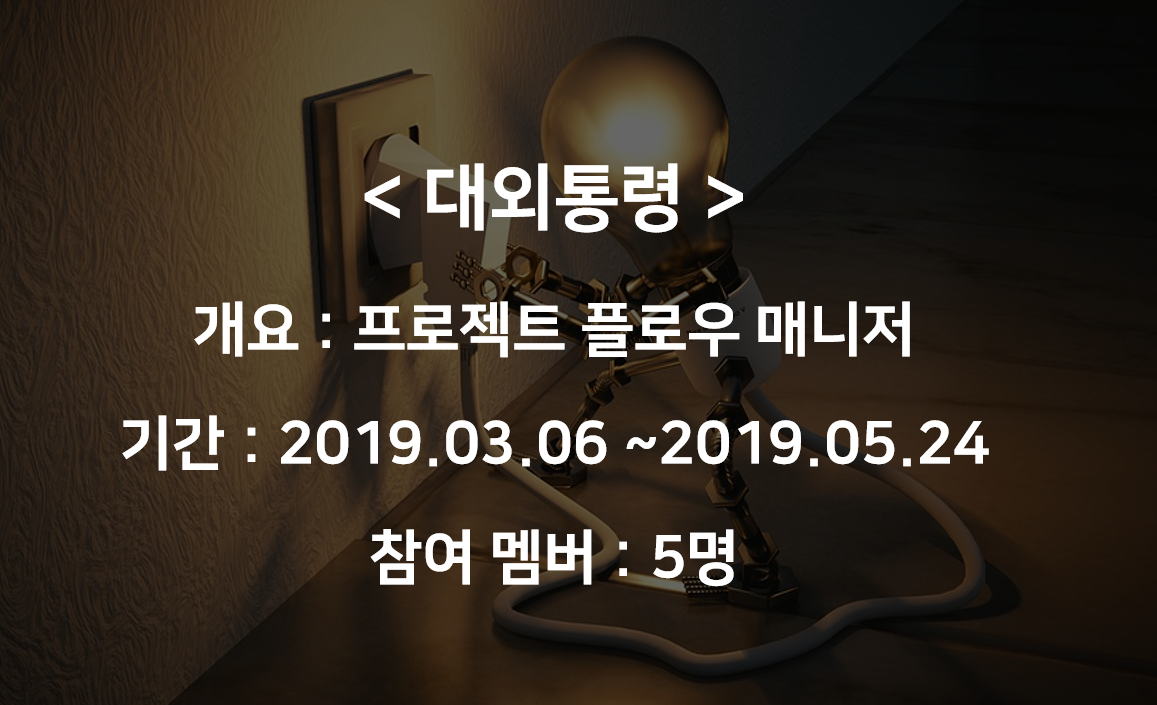 < 대외통령 >
개요 : 프로젝트 플로우 매니저
기간 : 2019.03.06 ~2019.05.24
참여 멤버 : 5명